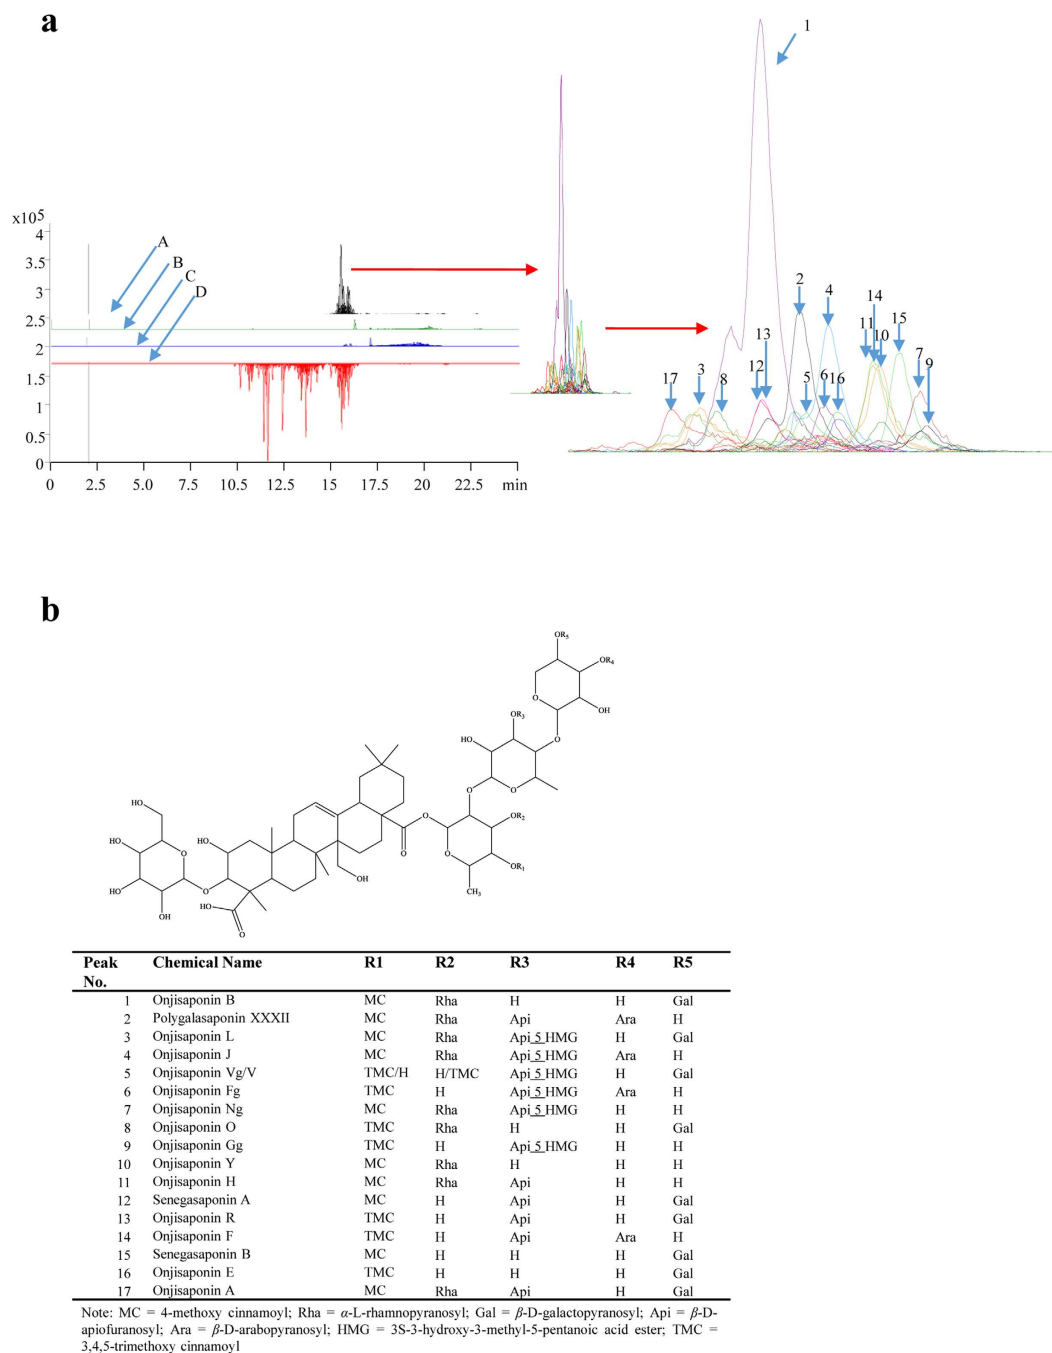 a
1
x10⁵
A
B
C
D
4
3.5
3
2.5
2
1.5
1
0.5
0
0 2.5 5.0 7.5 10.5 12.5 15 17.5 20 22.5 min
2 4 14
13 11 10 15
17 3 8 12 5 6 16 7 9
b
OR₅
OR₄
OH
OR₃
HO
O
O
O
O
OR₂
HO
HO
O
O
O
OR₁
HO
O
OH
CH₃
HO
O
HO
OH
O
Peak No. Chemical Name R1 R2 R3 R4 R5
1 Onjisaponin B MC Rha H H Gal
2 Polygalasaponin XXXII MC Rha Api Ara H
3 Onjisaponin L MC Rha Api 5 HMG H Gal
4 Onjisaponin J MC Rha Api 5 HMG Ara H
5 Onjisaponin Vg/V TMC/H H/TMC Api 5 HMG H Gal
6 Onjisaponin Fg TMC H Api 5 HMG Ara H
7 Onjisaponin Ng MC Rha Api 5 HMG H H
8 Onjisaponin O TMC Rha H H Gal
9 Onjisaponin Gg TMC H Api 5 HMG H H
10 Onjisaponin Y MC Rha H H H
11 Onjisaponin H MC Rha Api H H
12 Senegasaponin A MC H Api H Gal
13 Onjisaponin R TMC H Api H Gal
14 Onjisaponin F TMC H Api Ara H
15 Senegasaponin B MC H H H Gal
16 Onjisaponin E TMC H H H Gal
17 Onjisaponin A MC Rha Api H Gal
Note: MC = 4-methoxy cinnamoyl; Rha = α-L-rhamnopyranosyl; Gal = β-D-galactopyranosyl; Api = β-D-
apiofuranosyl; Ara = β-D-arabopyranosyl; HMG = 3S-3-hydroxy-3-methyl-5-pentanoic acid ester; TMC =
3,4,5-trimethoxy cinnamoyl